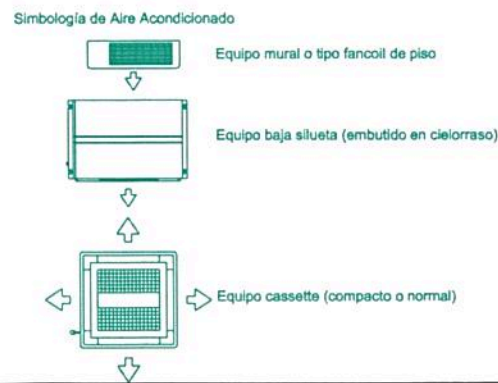 Simbología de Aire Acondicionado
Equipo mural o tipo fancoil de piso
Equipo baja silueta (embutido en cielorraso)
Equipo cassette (compacto o normal)